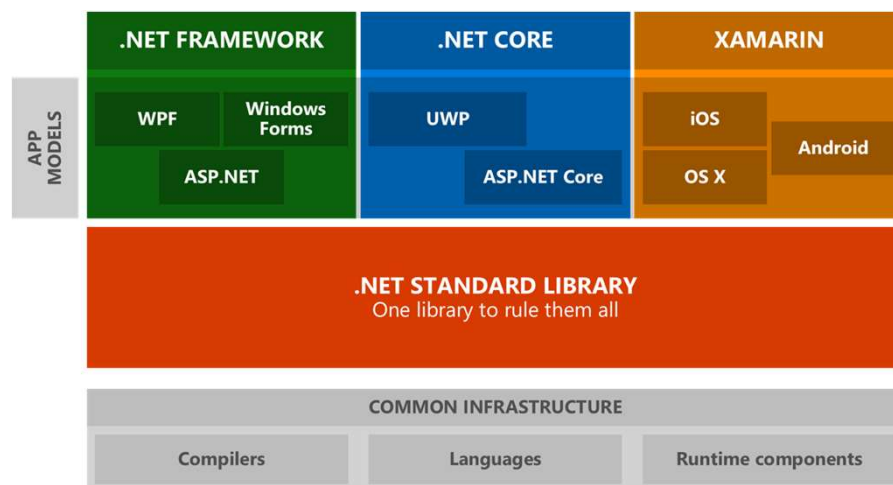 .NET FRAMEWORK
.NET CORE
XAMARIN
APP
MODELS
WPF
Windows
Forms
ASP.NET
UWP
ASP.NET Core
iOS
OS X
Android
.NET STANDARD LIBRARY
One library to rule them all
COMMON INFRASTRUCTURE
Compilers
Languages
Runtime components